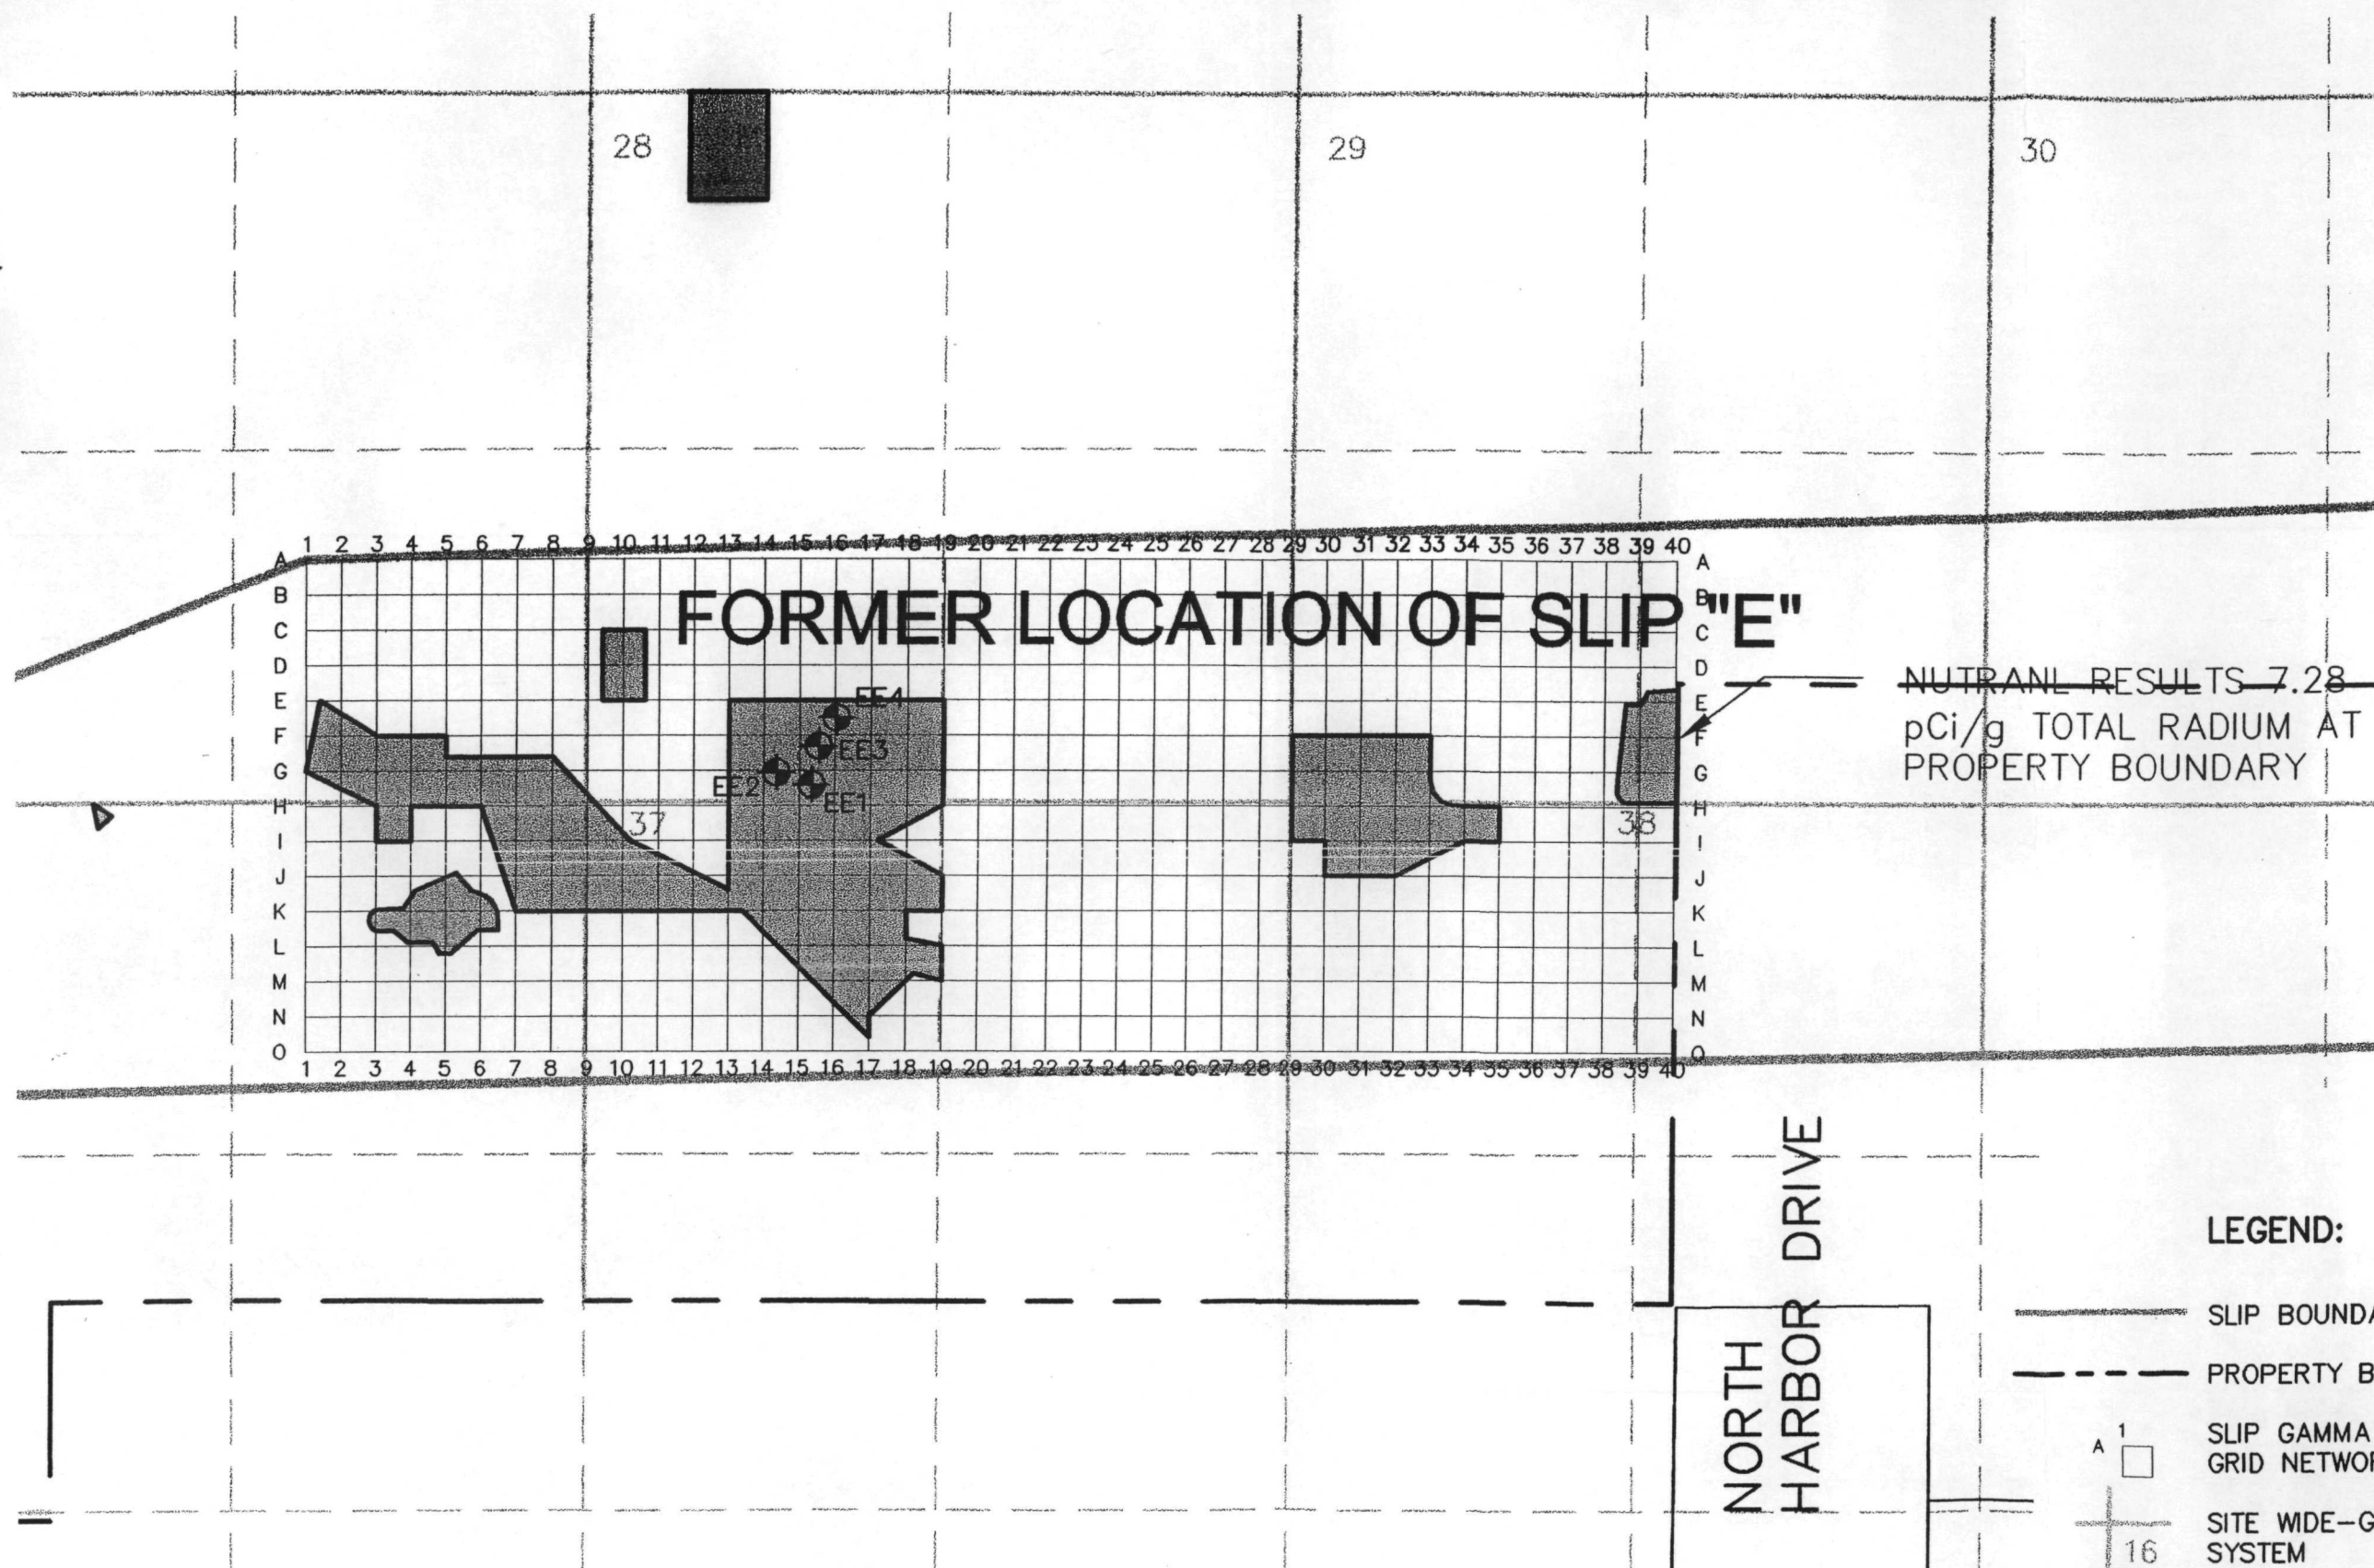 28
29
30
1 2 3 4 5 6 7 8 9 10 11 12 13 14 15 16 17 18 19 20 21 22 23 24 25 26 27 28 29 30 31 32 33 34 35 36 37 38 39 40
A A
B B
FORMER LOCATION OF SLIP "E"
C C
D D
NUTRANL RESULTS 7.28
pCi/g TOTAL RADIUM AT
PROPERTY BOUNDARY
E EE4 E
F EE3 F
G EE2 EE1 G
H H
37 38
I I
J J
K K
L L
M M
N N
O O
1 2 3 4 5 6 7 8 9 10 11 12 13 14 15 16 17 18 19 20 21 22 23 24 25 26 27 28 29 30 31 32 33 34 35 36 37 38 39 40
NORTH
HARBOR DRIVE
LEGEND:
SLIP BOUNDA
PROPERTY B
A 1
SLIP GAMMA
GRID NETWOR
16
SITE WIDE-G
SYSTEM